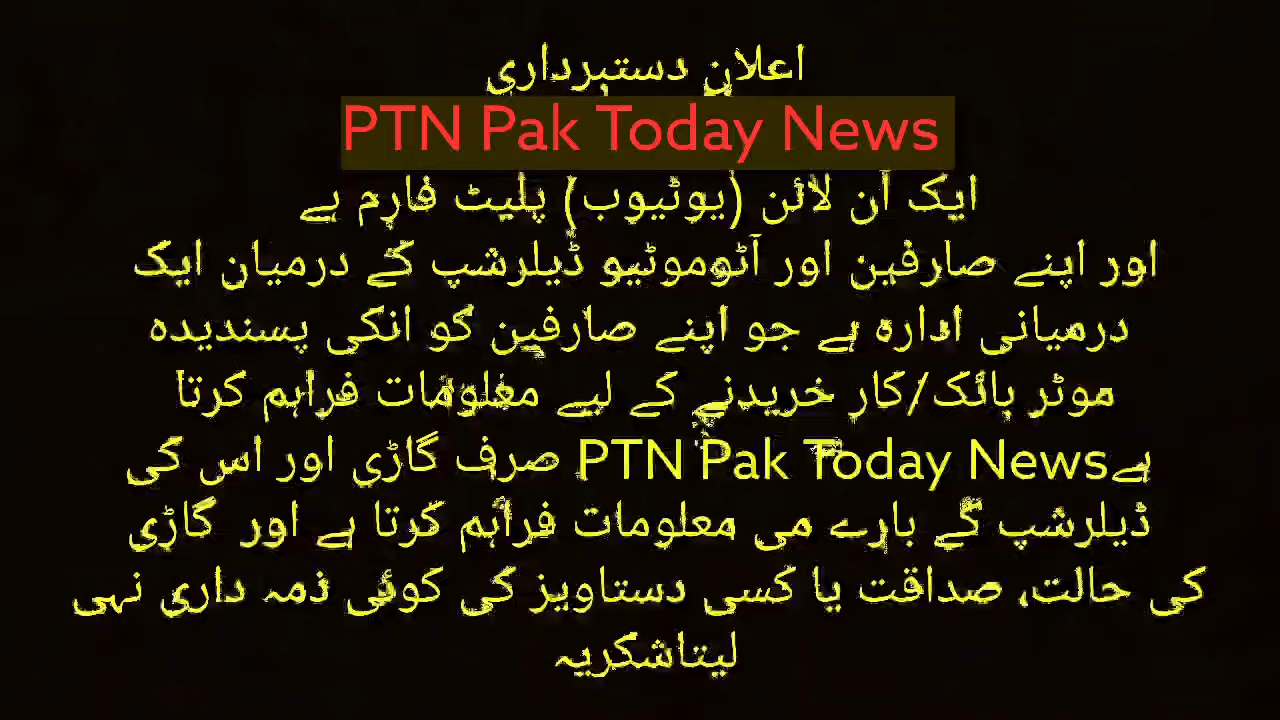 اعلان دستبرداری
PTN Pak Today News
ایک آن لائن (یوٹیوب) پلیٹ فارم ہے
اور اپنے صارفین اور آٹوموٹیو ڈیلرشپ کے درمیان ایک
درمیانی ادارہ ہے جو اپنے صارفین کو انکی پسندیدہ
موٹر بائک/کار خریدنے کے لیے معلومات فراہم کرتا
ہےPTN Pak Today News صرف گاڑی اور اس کی
ڈیلرشپ کے بارے می معلومات فراہم کرتا ہے اور گاڑی
کی حالت، صداقت یا کسی دستاویز کی کوئی ذمہ داری نہی
لیتاشکریہ